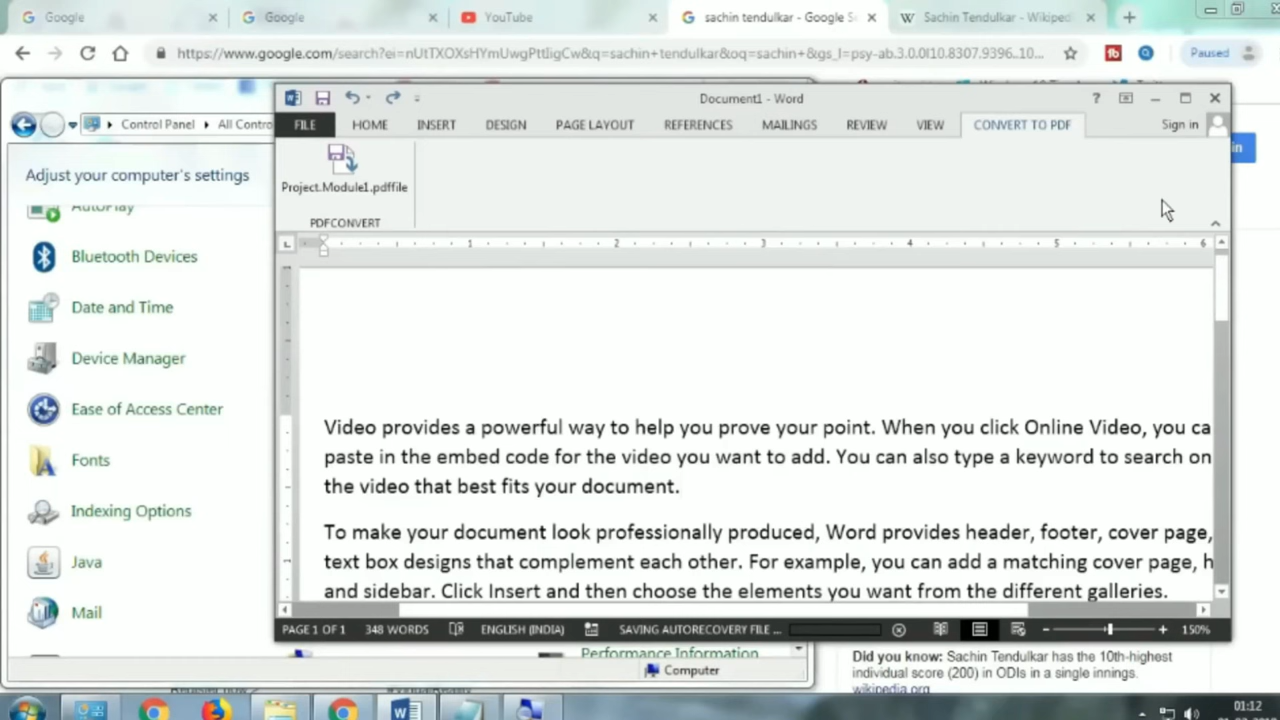 Google
Google
YouTube
sachin tendulkar - Google Se
Sachin Tendulkar - Wikiped
https://www.google.com/search?ei=nUtTXOXsHYmUwgPttligCw&q=sachin+tendulkar&oq=sachin+&gs_l=psy-ab.3.0.0l10.8307.9396..10...
Paused
Control Panel
All Contro
Document1 - Word
FILE
HOME
INSERT
DESIGN
PAGE LAYOUT
REFERENCES
MAILINGS
REVIEW
VIEW
CONVERT TO PDF
Sign in
in
Project.Module1.pdffile
PDFCONVERT
Adjust your computer's settings
AutoPlay
Bluetooth Devices
Date and Time
Device Manager
Ease of Access Center
Fonts
Indexing Options
Java
Mail
1 2 3 4 5 6
Video provides a powerful way to help you prove your point. When you click Online Video, you ca
paste in the embed code for the video you want to add. You can also type a keyword to search on
the video that best fits your document.
To make your document look professionally produced, Word provides header, footer, cover page,
text box designs that complement each other. For example, you can add a matching cover page, h
and sidebar. Click Insert and then choose the elements you want from the different galleries.
PAGE 1 OF 1
348 WORDS
ENGLISH (INDIA)
SAVING AUTORECOVERY FILE ...
150%
Performance Information
Computer
Did you know: Sachin Tendulkar has the 10th-highest
individual score (200) in ODIs in a single innings.
wikipedia.org
01:12